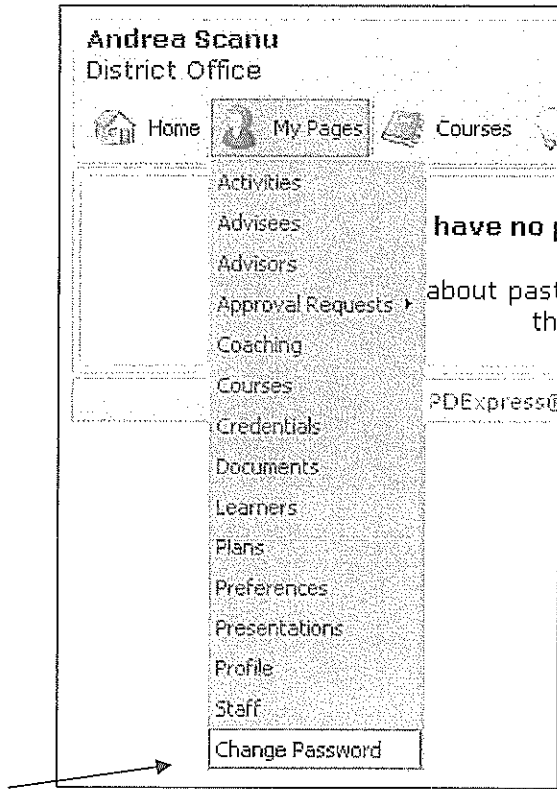 Andrea Scanu
District Office
Home My Pages Courses
Activities
Advisees
have no
Advisors
Approval Requests
about past
th
Coaching
Courses
PDExpress@
Credentials
Documents
Learners
Plans
Preferences
Presentations
Profile
Staff
Change Password